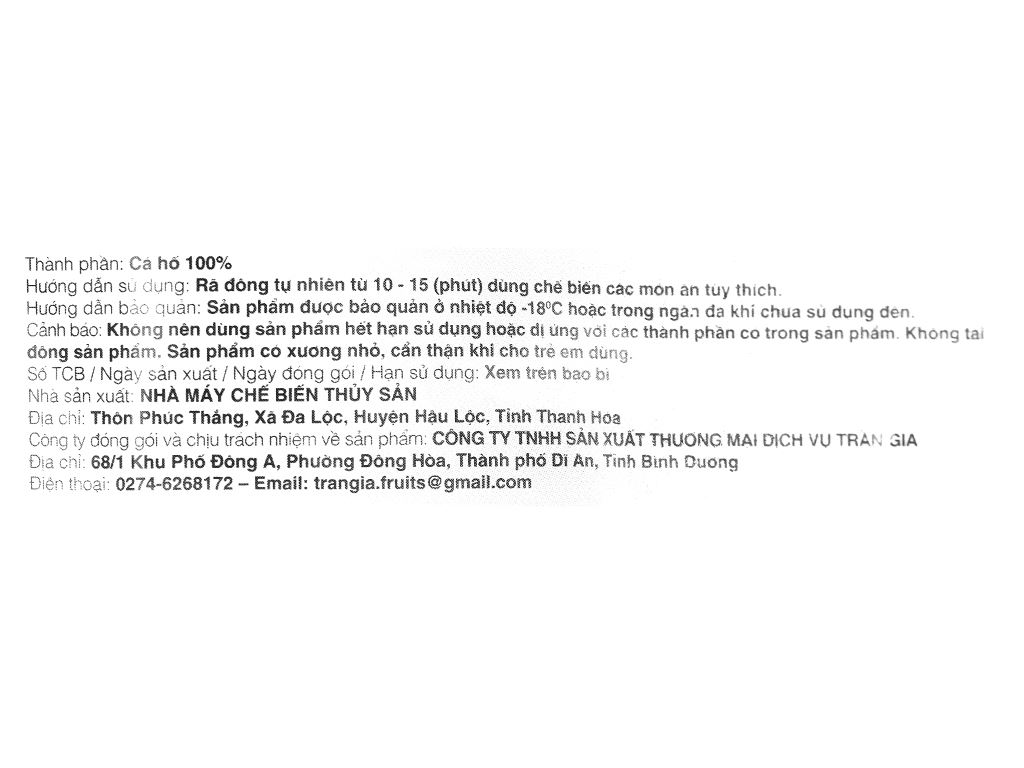 Thành phần: Cá hố 100%
Hướng dẫn sử dụng: Rã đông tự nhiên từ 10 - 15 (phút) dùng chế biến các món ăn tùy thích.
Hướng dẫn bảo quản: Sản phẩm được bảo quản ở nhiệt độ -18⁰C hoặc trong ngăn đá khi chưa sử dụng đến.
Cảnh báo: Không nên dùng sản phẩm hết hạn sử dụng hoặc dị ứng với các thành phần có trong sản phẩm. Không tái
đông sản phẩm. Sản phẩm có xương nhỏ, cẩn thận khi cho trẻ em dùng.
Số TCB / Ngày sản xuất / Ngày đóng gói / Hạn sử dụng: Xem trên bao bì
Nhà sản xuất: NHÀ MÁY CHẾ BIẾN THỦY SẢN
Địa chỉ: Thôn Phúc Thắng, Xã Đa Lộc, Huyện Hậu Lộc, Tỉnh Thanh Hóa
Công ty đóng gói và chịu trách nhiệm về sản phẩm: CÔNG TY TNHH SẢN XUẤT THƯƠNG MẠI DỊCH VỤ TRẦN GIA
Địa chỉ: 68/1 Khu Phố Đông A, Phường Đông Hòa, Thành phố Dĩ An, Tỉnh Bình Dương
Điện thoại: 0274-6268172 – Email: trangia.fruits@gmail.com